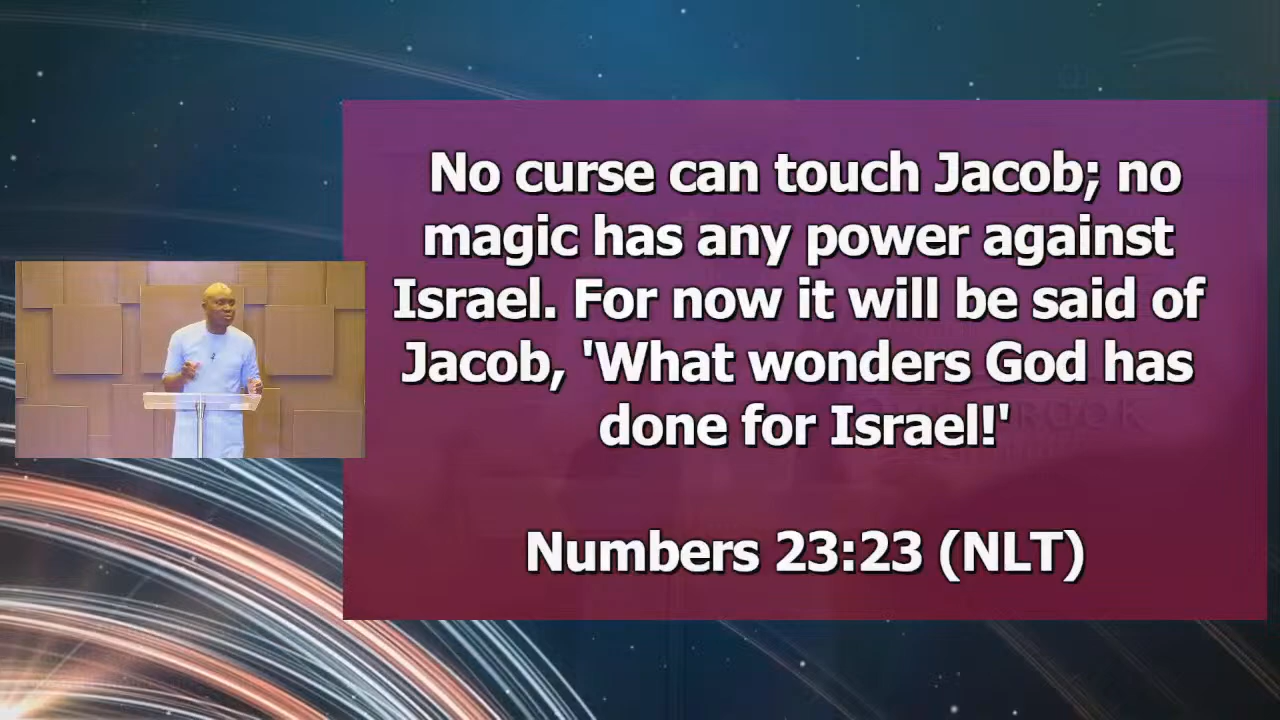 No curse can touch Jacob; no
magic has any power against
Israel. For now it will be said of
Jacob, 'What wonders God has
done for Israel!'
Numbers 23:23 (NLT)